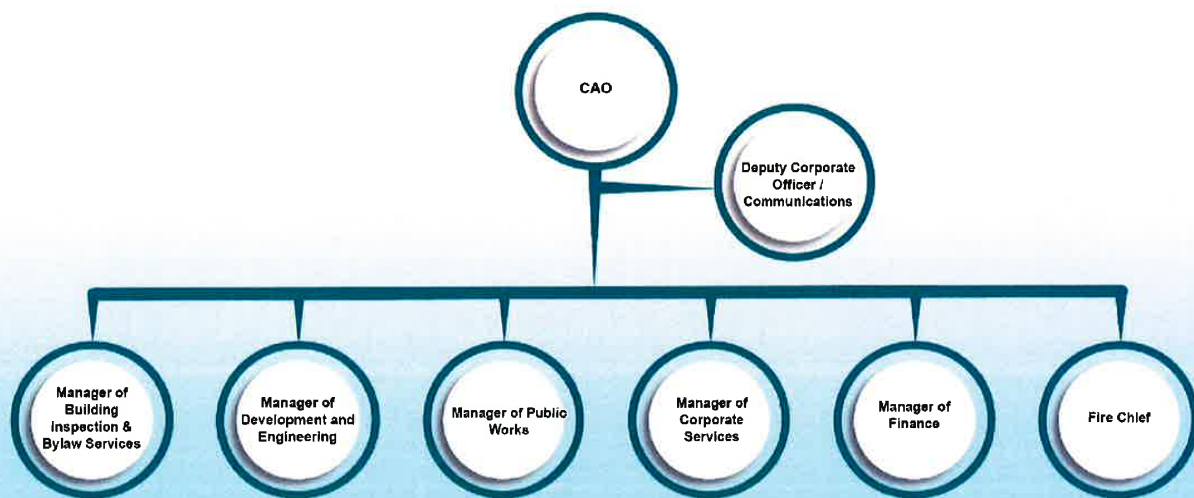 CAO
Deputy Corporate
Officer /
Communications
Manager of
Building
Inspection &
Bylaw Services
Manager of
Development and
Engineering
Manager of Public
Works
Manager of
Corporate
Services
Manager of
Finance
Fire Chief